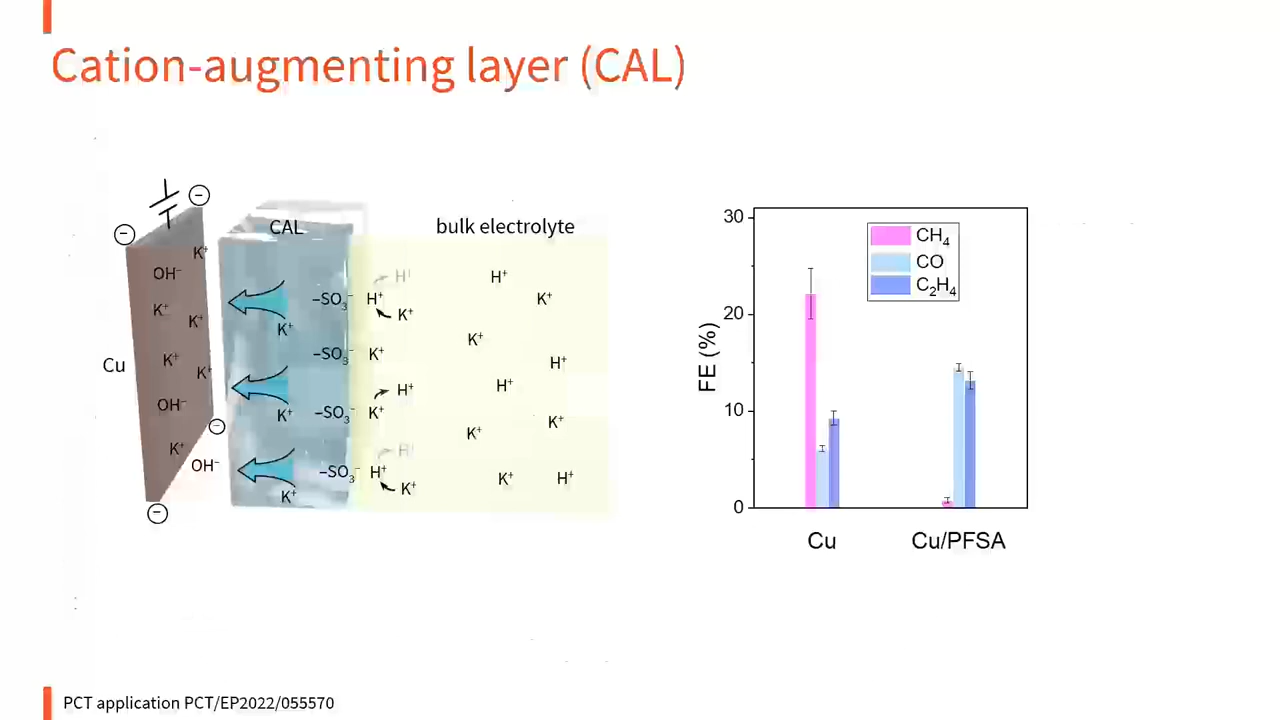 Cation-augmenting layer (CAL)
CAL
bulk electrolyte
K⁺
OH⁻
K⁺
K⁺
K⁺
K⁺
OH⁻
K⁺
OH⁻
Cu
K⁺
K⁺
K⁺
–SO₃⁻ H⁺
H⁺
K⁺
–SO₃⁻ K⁺
–SO₃⁻ K⁺
H⁺
–SO₃⁻ H⁺
H⁺
K⁺
H⁺
K⁺
K⁺
H⁺
H⁺
K⁺
K⁺
K⁺
H⁺
FE (%)
30
20
10
0
CH₄
CO
C₂H₄
Cu
Cu/PFSA
PCT application PCT/EP2022/055570